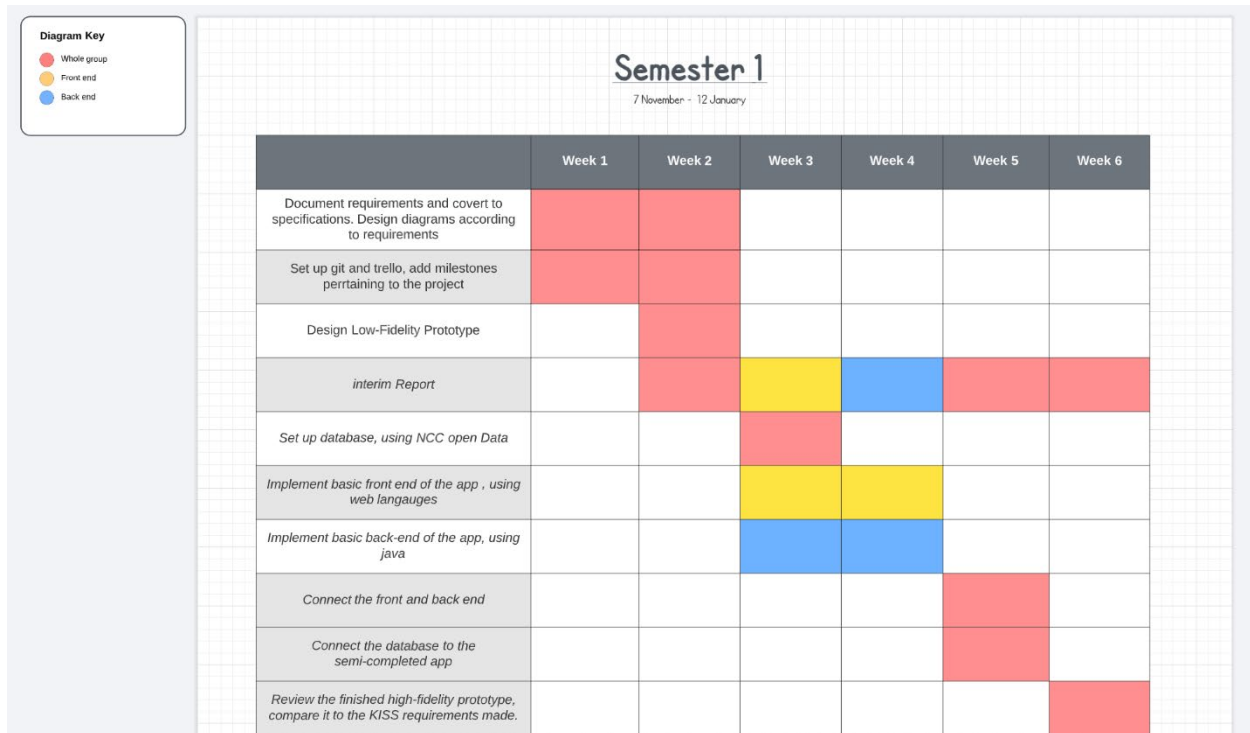 Diagram Key
Whole group
Front end
Back end
Semester 1
7 November - 12 January
Week 1 Week 2 Week 3 Week 4 Week 5 Week 6
Document requirements and covert to
specifications. Design diagrams according
to requirements
Set up git and trello, add milestones
perrtaining to the project
Design Low-Fidelity Prototype
interim Report
Set up database, using NCC open Data
Implement basic front end of the app , using
web langauges
Implement basic back-end of the app, using
java
Connect the front and back end
Connect the database to the
semi-completed app
Review the finished high-fidelity prototype,
compare it to the KISS requirements made.